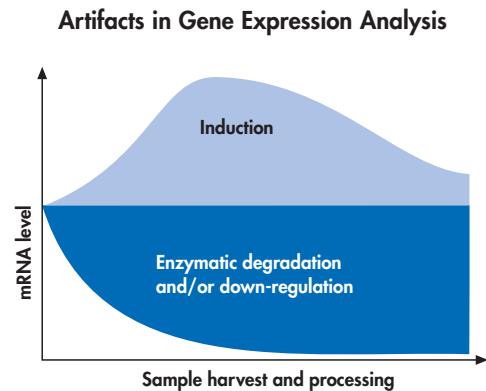 Artifacts in Gene Expression Analysis
Induction
mRNA level
Enzymatic degradation
and/or down-regulation
Sample harvest and processing